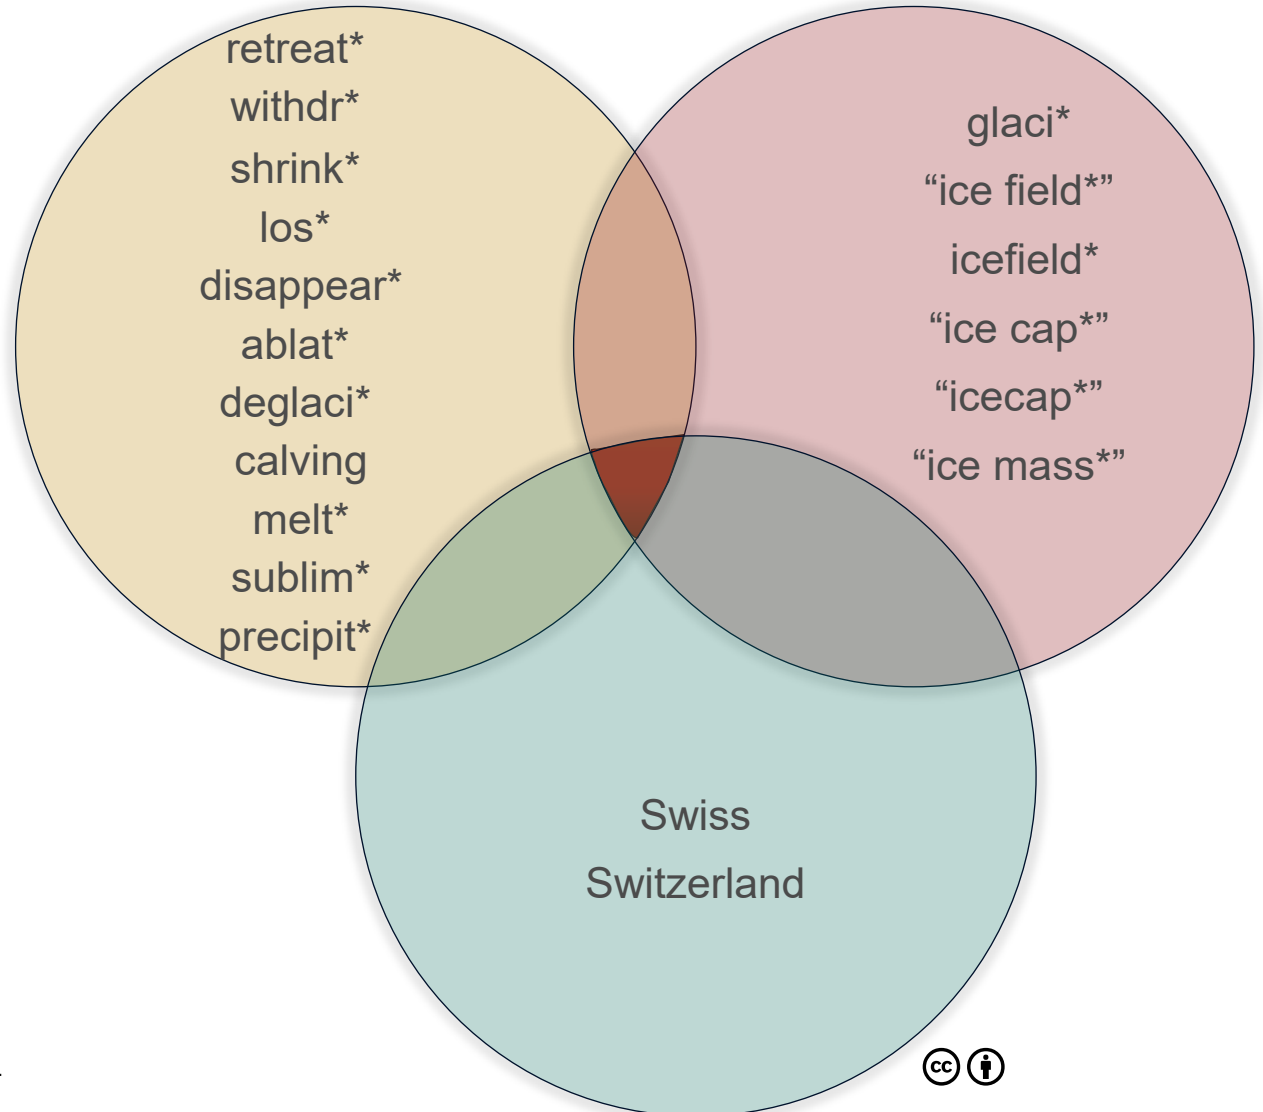 retreat*
withdr*
shrink*
los*
disappear*
ablat*
deglaci*
calving
melt*
sublim*
precipit*
glaci*
“ice field*”
icefield*
“ice cap*”
“icecap*”
“ice mass*”
Swiss
Switzerland
cc